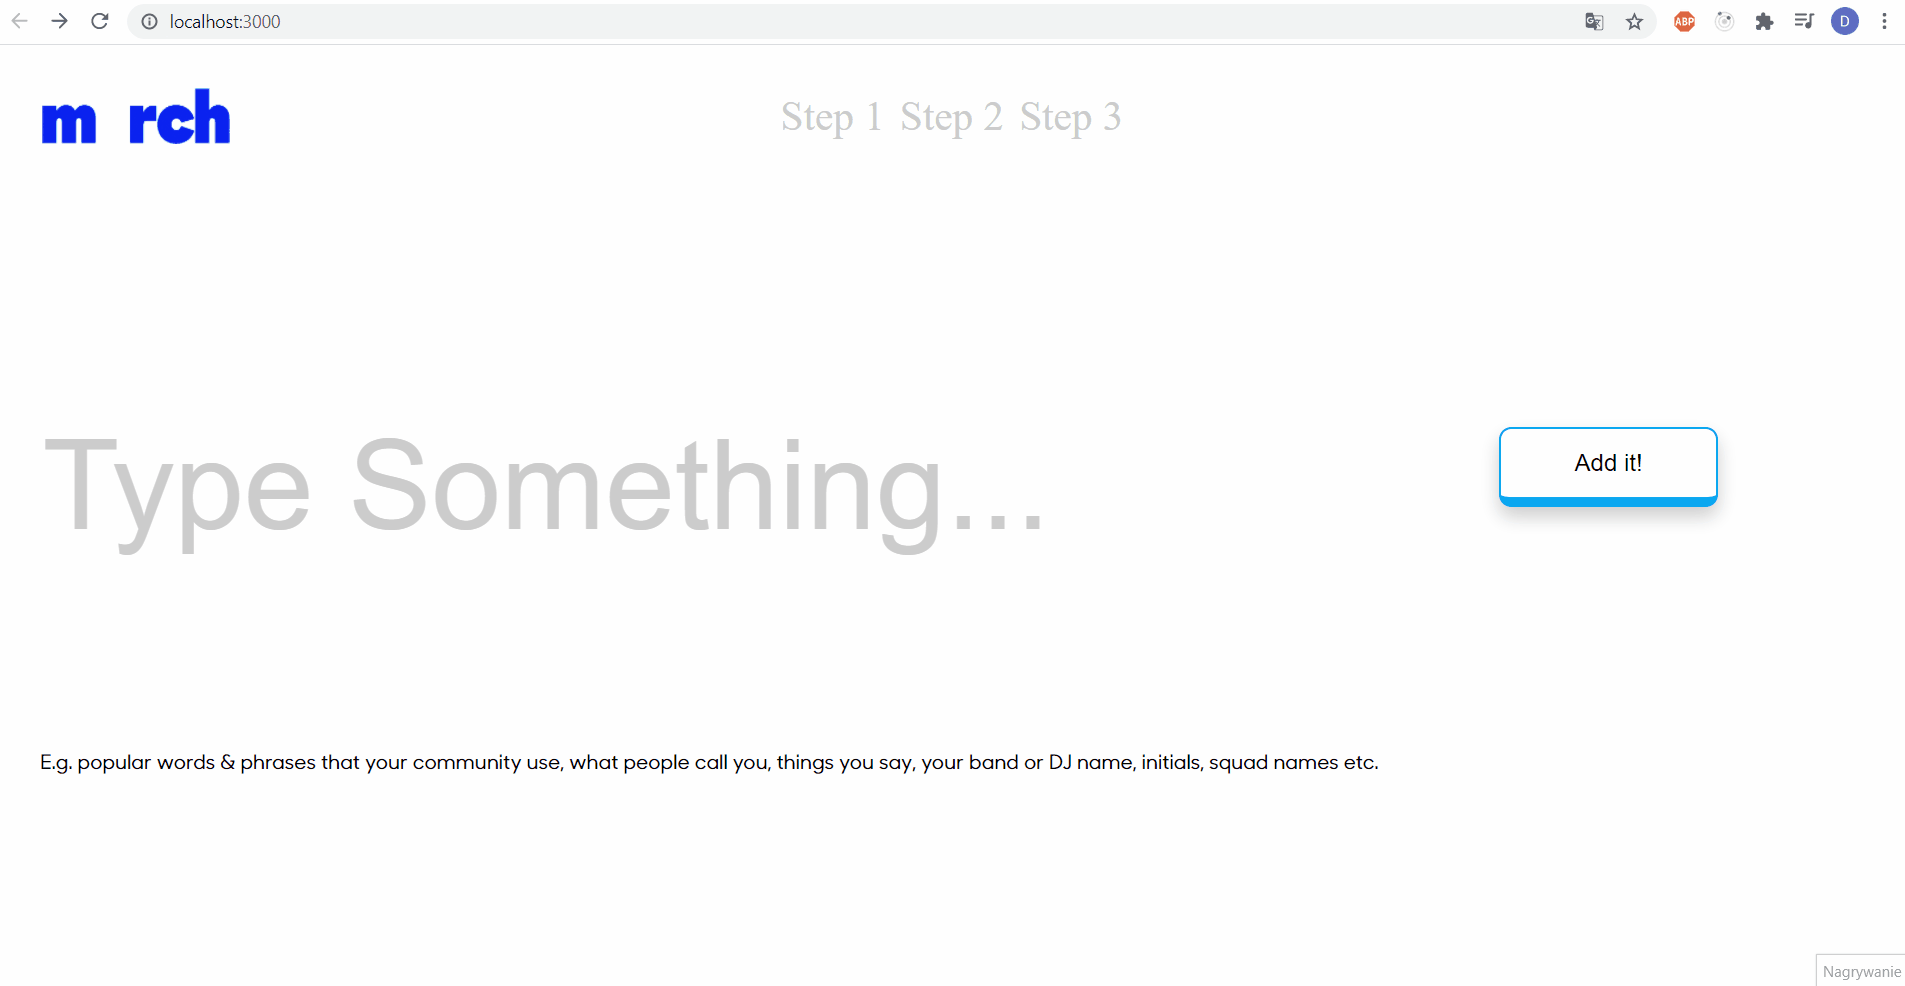 localhost:3000
ABP
D
m rch
Step 1 Step 2 Step 3
Type Something...
Add it!
E.g. popular words & phrases that your community use, what people call you, things you say, your band or DJ name, initials, squad names etc.
Nagrywanie